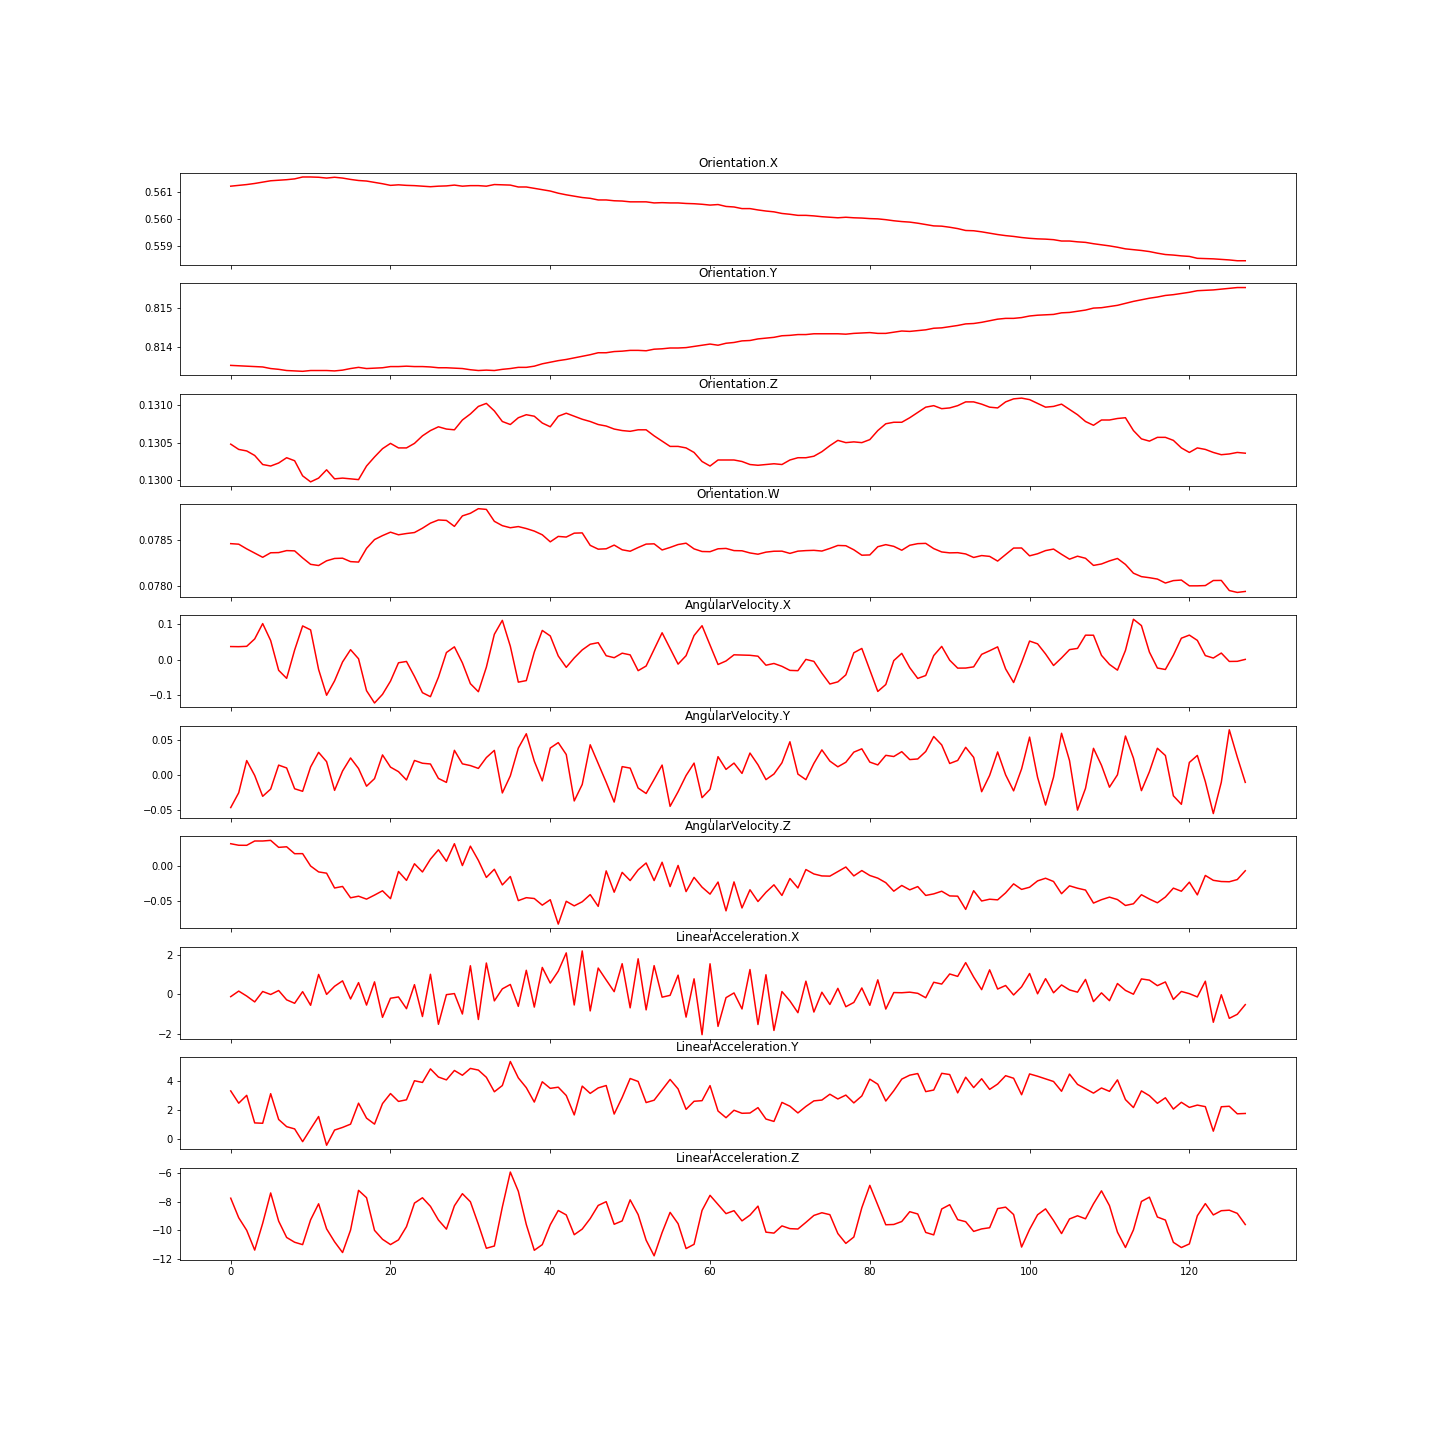 Orientation.X
0.561
0.560
0.559
Orientation.Y
0.815
0.814
Orientation.Z
0.1310
0.1305
0.1300
Orientation.W
0.0785
0.0780
AngularVelocity.X
0.1
0.0
−0.1
AngularVelocity.Y
0.05
0.00
−0.05
AngularVelocity.Z
0.00
−0.05
LinearAcceleration.X
2
0
−2
LinearAcceleration.Y
4
2
0
LinearAcceleration.Z
−6
−8
−10
−12
0 20 40 60 80 100 120